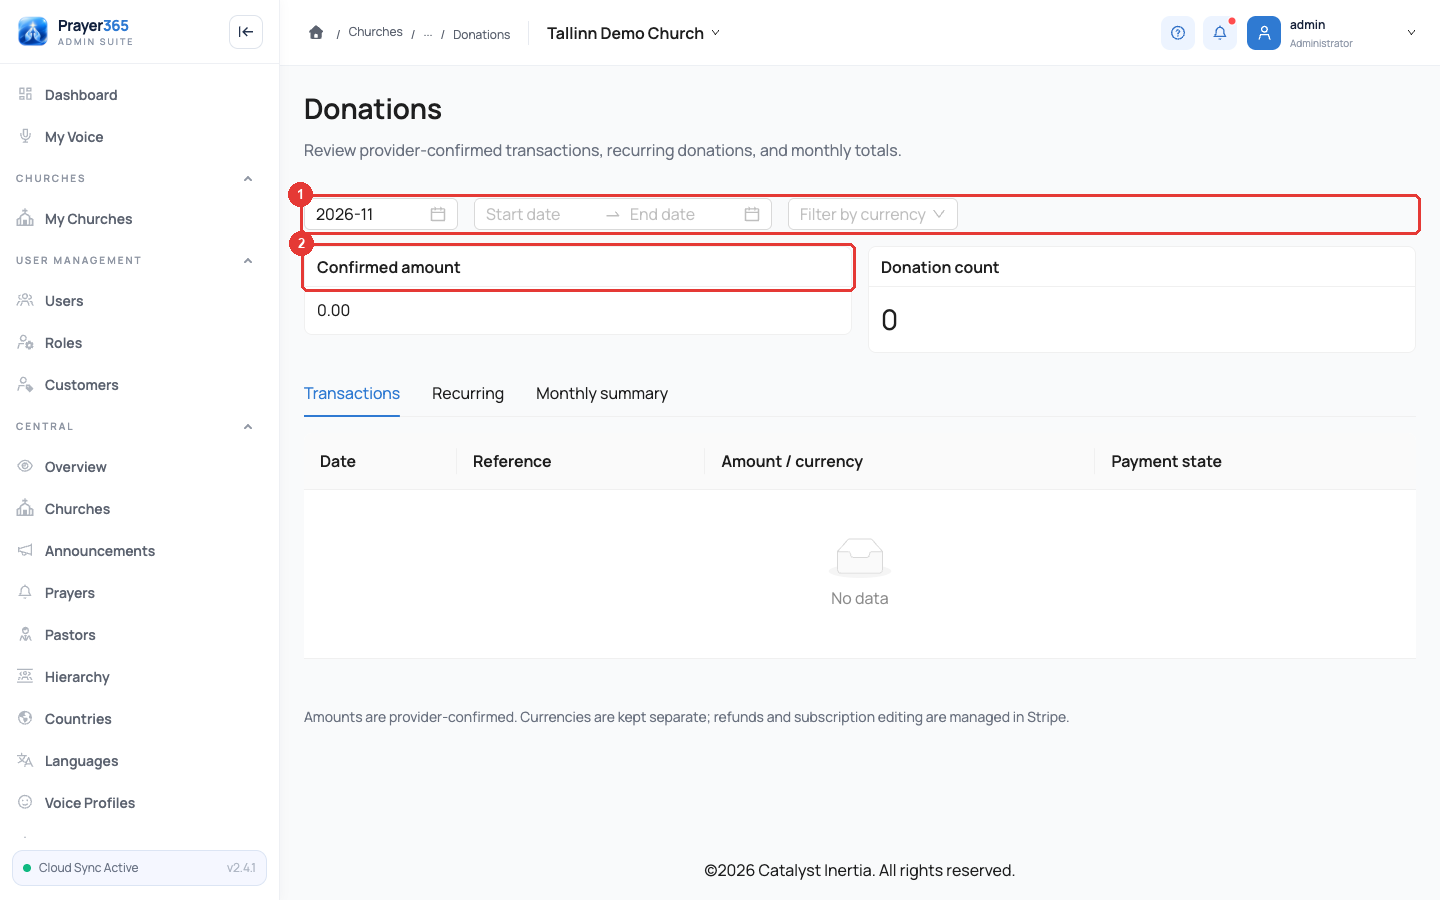 Prayer365
ADMIN SUITE
/ Churches / ... / Donations
Tallinn Demo Church
admin
Administrator
Dashboard
My Voice
CHURCHES
My Churches
USER MANAGEMENT
Users
Roles
Customers
CENTRAL
Overview
Churches
Announcements
Prayers
Pastors
Hierarchy
Countries
Languages
Voice Profiles
Cloud Sync Active v2.4.1
Donations
Review provider-confirmed transactions, recurring donations, and monthly totals.
1
2026-11 Start date End date Filter by currency
2
Confirmed amount
0.00
Donation count
0
Transactions Recurring Monthly summary
Date Reference Amount / currency Payment state
No data
Amounts are provider-confirmed. Currencies are kept separate; refunds and subscription editing are managed in Stripe.
©2026 Catalyst Inertia. All rights reserved.